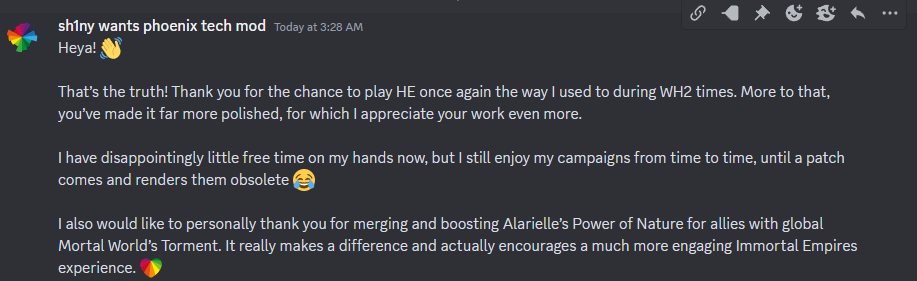 sh1ny wants phoenix tech mod Today at 3:28 AM
Heya! 👋
That's the truth! Thank you for the chance to play HE once again the way I used to during WH2 times. More to that,
you've made it far more polished, for which I appreciate your work even more.
I have disappointingly little free time on my hands now, but I still enjoy my campaigns from time to time, until a patch
comes and renders them obsolete 😂
I also would like to personally thank you for merging and boosting Alarielle's Power of Nature for allies with global
Mortal World's Torment. It really makes a difference and actually encourages a much more engaging Immortal Empires
experience.